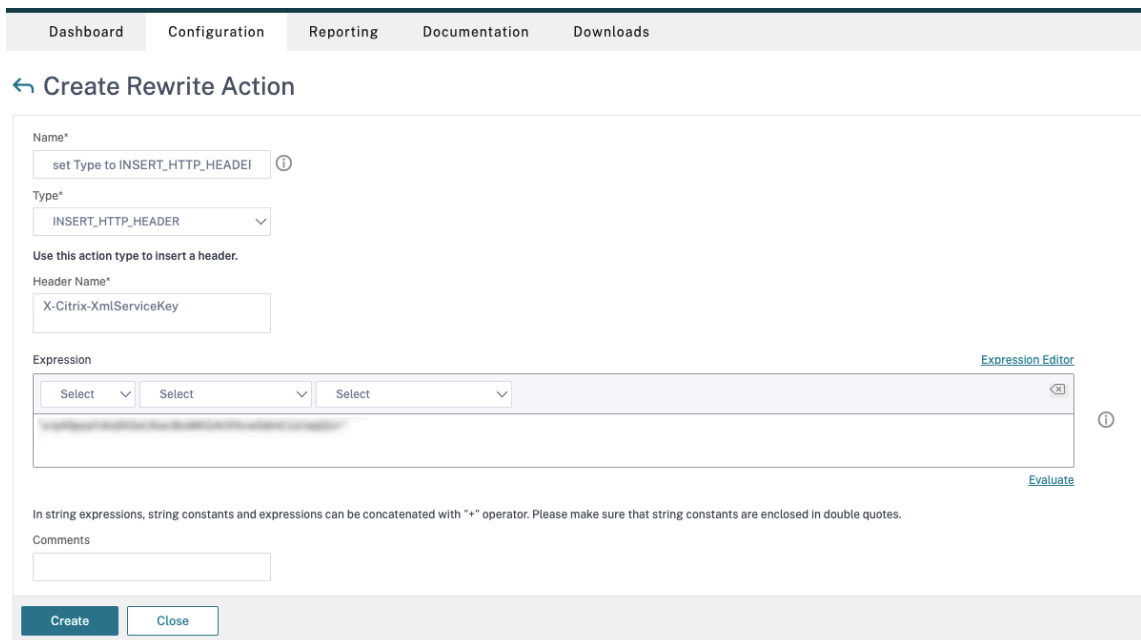 Dashboard Configuration Reporting Documentation Downloads
Create Rewrite Action
Name*
set Type to INSERT_HTTP_HEADER
Type*
INSERT_HTTP_HEADER
Use this action type to insert a header.
Header Name*
X-Citrix-XmlServiceKey
Expression Expression Editor
Select Select Select
Evaluate
In string expressions, string constants and expressions can be concatenated with "+" operator. Please make sure that string constants are enclosed in double quotes.
Comments
Create Close